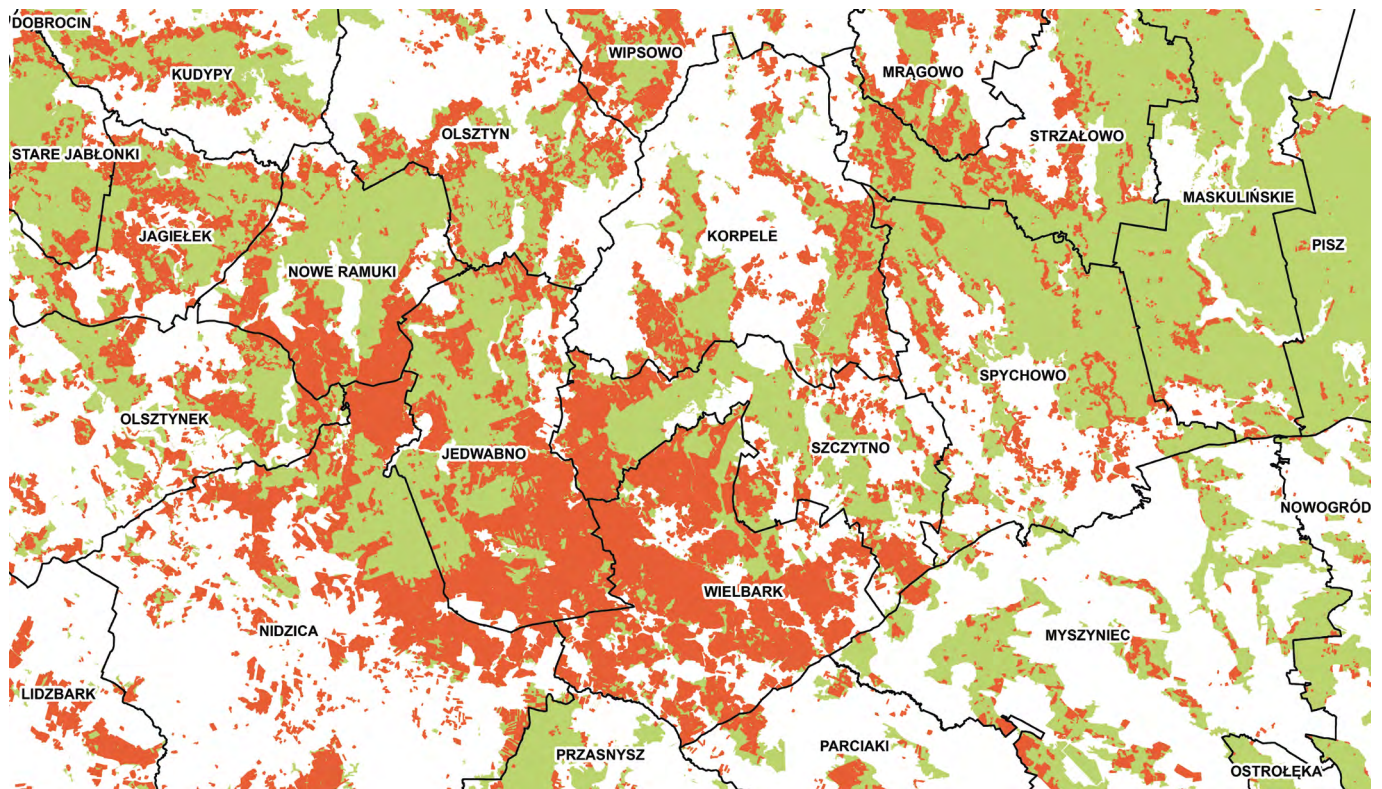 DOBROCIN
WIPSOWO
KUDYPY
MRĄGOWO
OLSZTYN
STRZAŁOWO
STARE JABŁONKI
MASKULIŃSKIE
JAGIEŁEK
KORPELE
PISZ
NOWE RAMUKI
SPYCHOWO
OLSZTYNEK
JEDWABNO
SZCZYTNO
NOWOGRÓD
WIELBARK
NIDZICA
MYSZYNIEC
LIDZBARK
PRZASNYSZ
PARCIAKI
OSTROŁĘKA